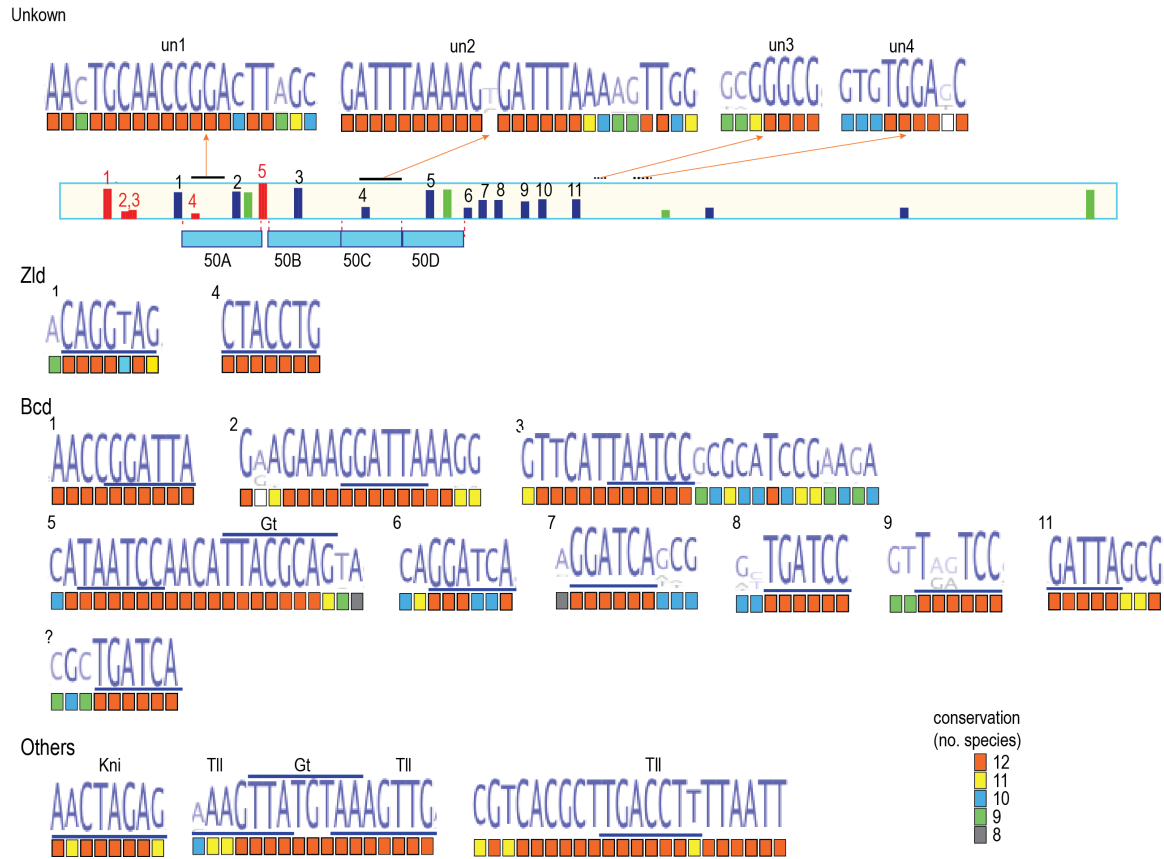 Unkown
un1 un2 un3 un4
AACTGCAACCGGACTTAGC GATTTAAAAG GATTTAAAAGTTGG GCGGGCG GTGTGGAGC
1 2,3 1 4 2 5 3 4 5 6 7 8 9 10 11
50A 50B 50C 50D
Zld
1 4
ACAGGTAG CTACCTG
Bcd
1 2 3
AACCGGATTA GAAGAAAGGATTAAAGG GTTCATTAATCCGCGCATCCGAAGA
5 Gt 6 7 8 9 11
CATAATCCAACATTACGCAGTA CAGGATCA AGGATCAGCG GCTGATCC GTTAGTCC GATTAGCG
?
CGCTGATCA
Others
Kni Tll Gt Tll Tll
AACTAGAG AAAGTTATGTAAAGTTG CGTCACGCTTGACCTTTTAATT
conservation
(no. species)
12
11
10
9
8